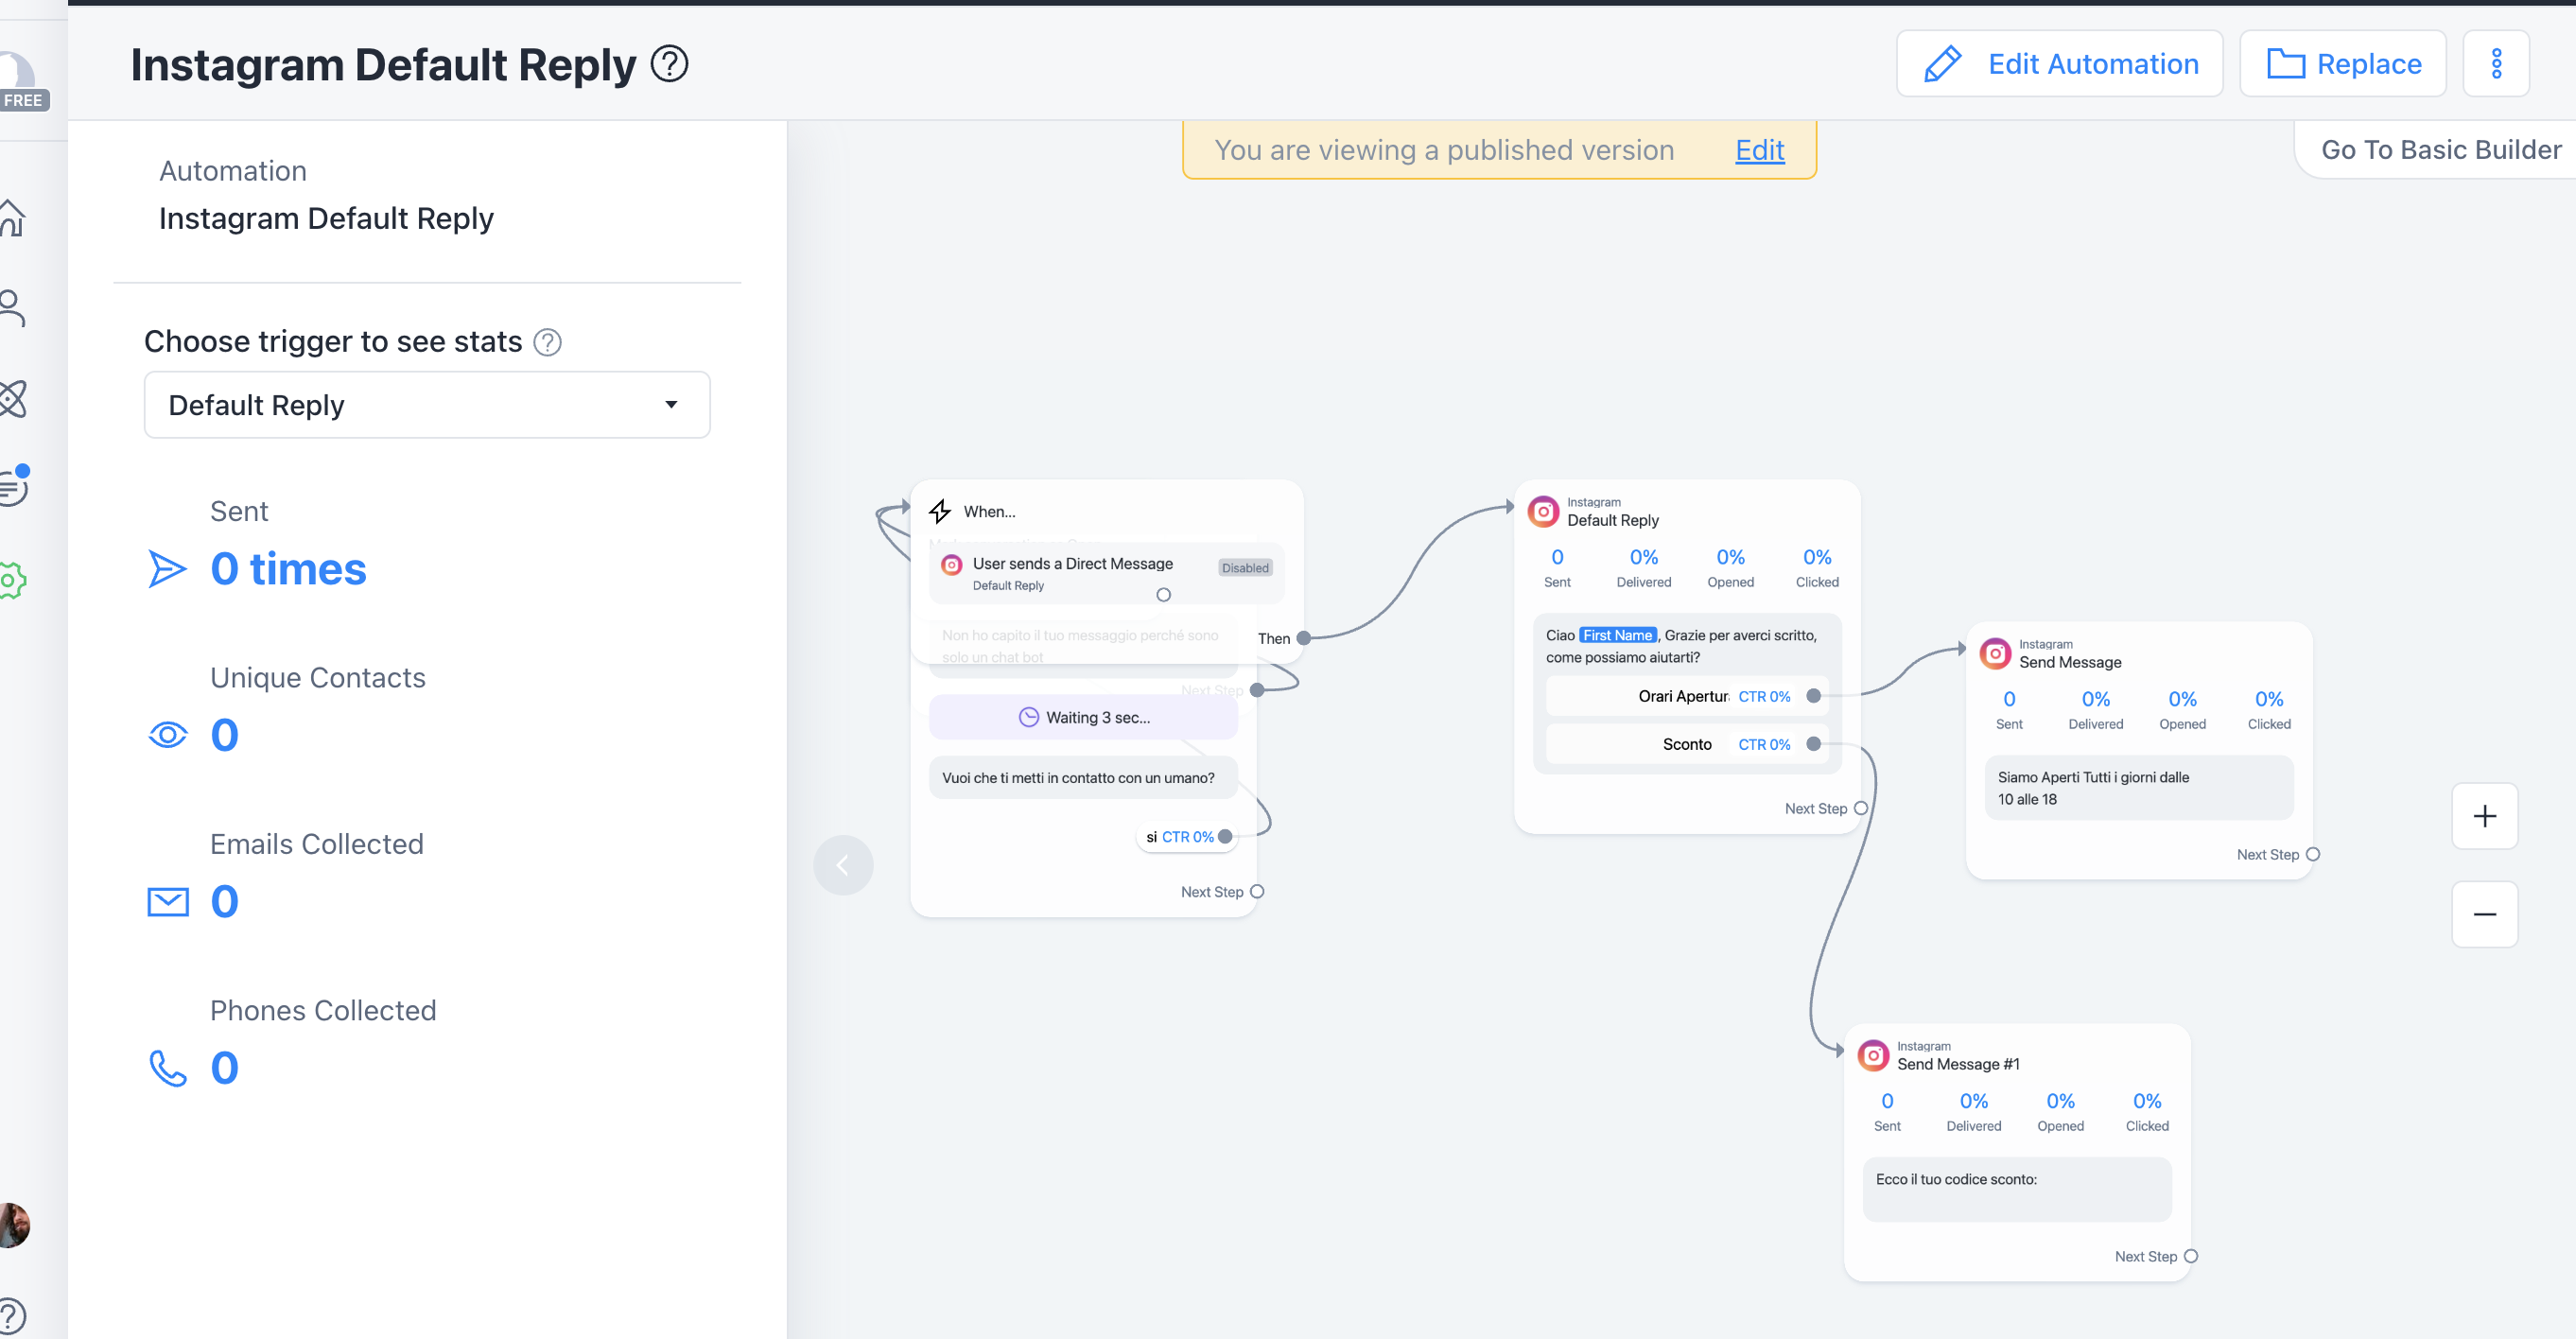 Instagram Default Reply
Edit Automation
Replace
FREE
Automation
Instagram Default Reply
You are viewing a published version Edit
Go To Basic Builder
Choose trigger to see stats
Default Reply
Sent
0 times
Unique Contacts
0
Emails Collected
0
Phones Collected
0
When...
User sends a Direct Message
Disabled
Default Reply
Non ho capito il tuo messaggio perché sono
solo un chat bot
Then
Next Step
Waiting 3 sec...
Vuoi che ti metti in contatto con un umano?
si CTR 0%
Next Step
Instagram
Default Reply
0 0% 0% 0%
Sent Delivered Opened Clicked
Ciao First Name, Grazie per averci scritto,
come possiamo aiutarti?
Orari Apertur CTR 0%
Sconto CTR 0%
Next Step
Instagram
Send Message
0 0% 0% 0%
Sent Delivered Opened Clicked
Siamo Aperti Tutti i giorni dalle
10 alle 18
Next Step
Instagram
Send Message #1
0 0% 0% 0%
Sent Delivered Opened Clicked
Ecco il tuo codice sconto:
Next Step